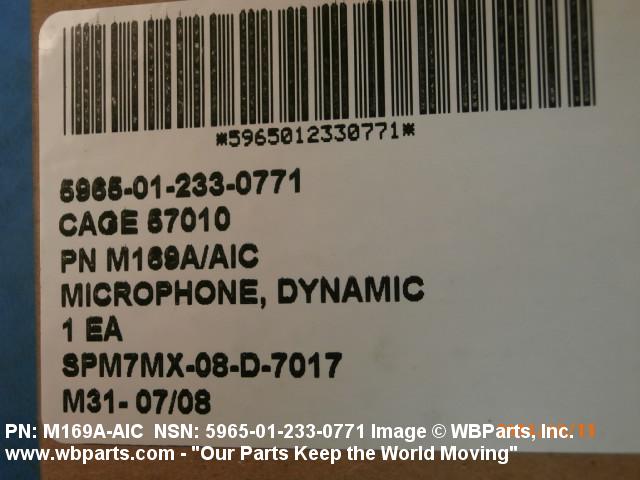 *5965012330771*
5965-01-233-0771
CAGE 57010
PN M169A/AIC
MICROPHONE, DYNAMIC
1 EA
SPM7MX-08-D-7017
M31- 07/08
PN: M169A-AIC NSN: 5965-01-233-0771 Image © WBParts, Inc.
www.wbparts.com - "Our Parts Keep the World Moving"